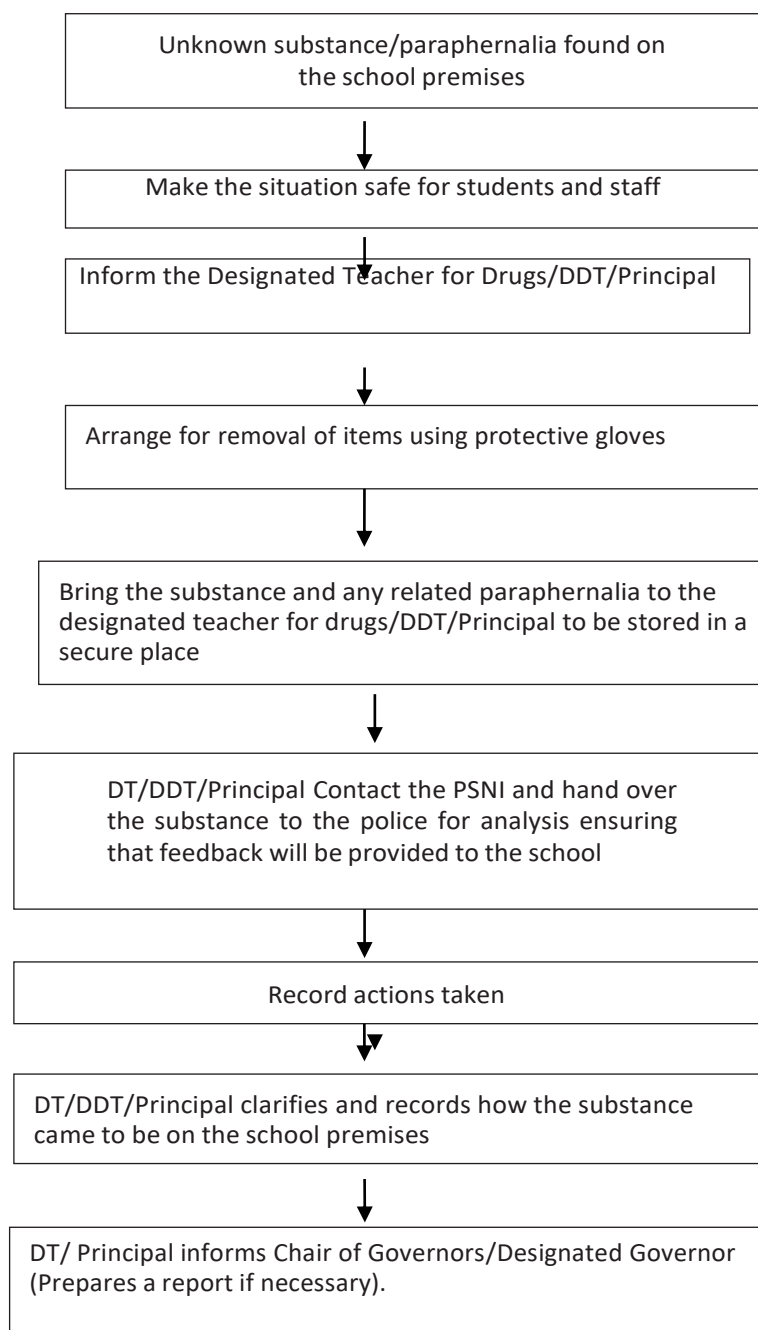 Unknown substance/paraphernalia found on
the school premises
Make the situation safe for students and staff
Inform the Designated Teacher for Drugs/DDT/Principal
Arrange for removal of items using protective gloves
Bring the substance and any related paraphernalia to the
designated teacher for drugs/DDT/Principal to be stored in a
secure place
DT/DDT/Principal Contact the PSNI and hand over
the substance to the police for analysis ensuring
that feedback will be provided to the school
Record actions taken
DT/DDT/Principal clarifies and records how the substance
came to be on the school premises
DT/ Principal informs Chair of Governors/Designated Governor
(Prepares a report if necessary).